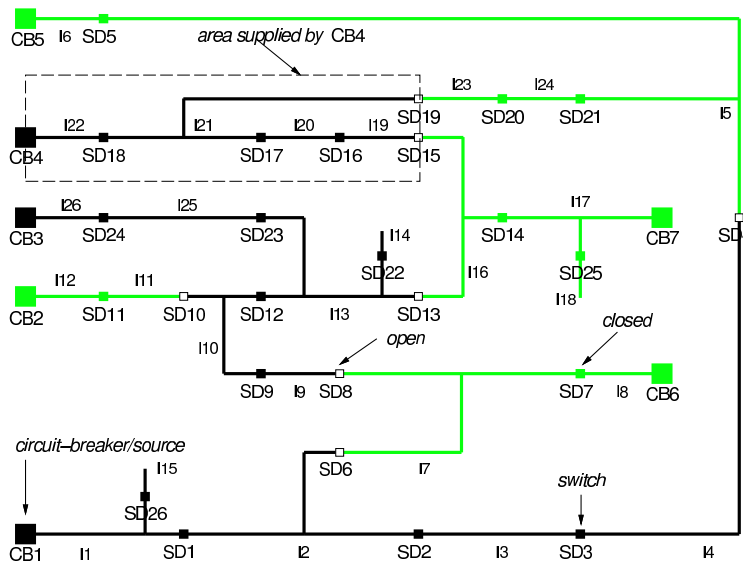 CB5 l6 SD5
area supplied by CB4
l23 l24
SD19 SD20 SD21
l5
l22 l21 l20 l19
CB4 SD18 SD17 SD16 SD15
l26 l25 l17
CB3 SD24 SD23 l14 SD14 CB7 SD
SD22 l16 SD25
l12 l11 l18
CB2 SD11 SD10 SD12 l13 SD13
open closed
l10
SD9 l9 SD8 SD7 l8 CB6
circuit–breaker/source
SD6 l7
l15 switch
SD26
CB1 l1 SD1 l2 SD2 l3 SD3 l4